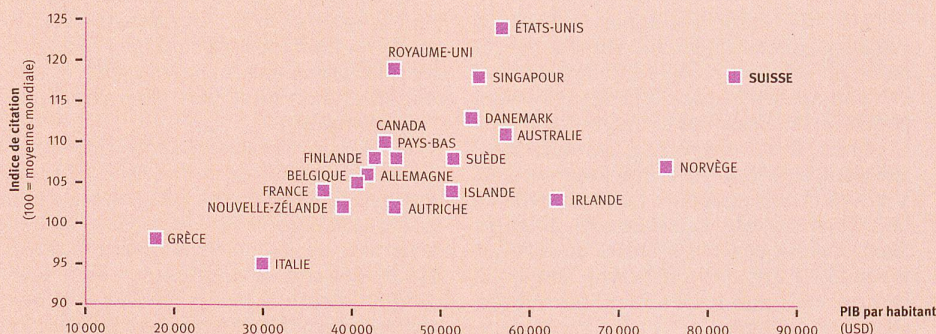 Indice de citation
(100 = moyenne mondiale)
125
120
115
110
105
100
95
90
ÉTATS-UNIS
ROYAUME-UNI
SINGAPOUR
SUISSE
DANEMARK
CANADA
AUSTRALIE
PAYS-BAS
FINLANDE
SUÈDE
NORVÈGE
BELGIQUE
ALLEMAGNE
FRANCE
ISLANDE
IRLANDE
NOUVELLE-ZÉLANDE
AUTRICHE
GRÈCE
ITALIE
10 000 20 000 30 000 40 000 50 000 60 000 70 000 80 000 90 000
PIB par habitant
(USD)